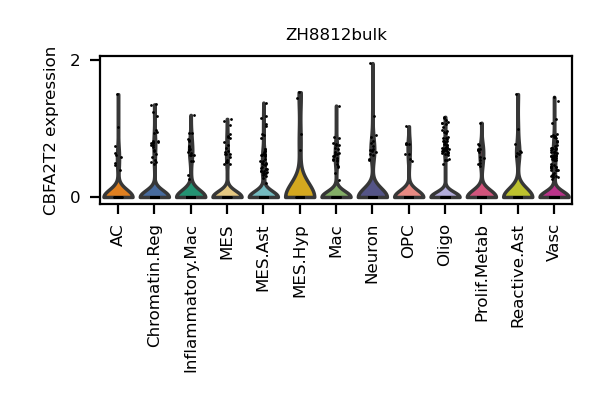 ZH8812bulk
CBFA2T2 expression
2
0
AC
Chromatin.Reg
Inflammatory.Mac
MES
MES.Ast
MES.Hyp
Mac
Neuron
OPC
Oligo
Prolif.Metab
Reactive.Ast
Vasc